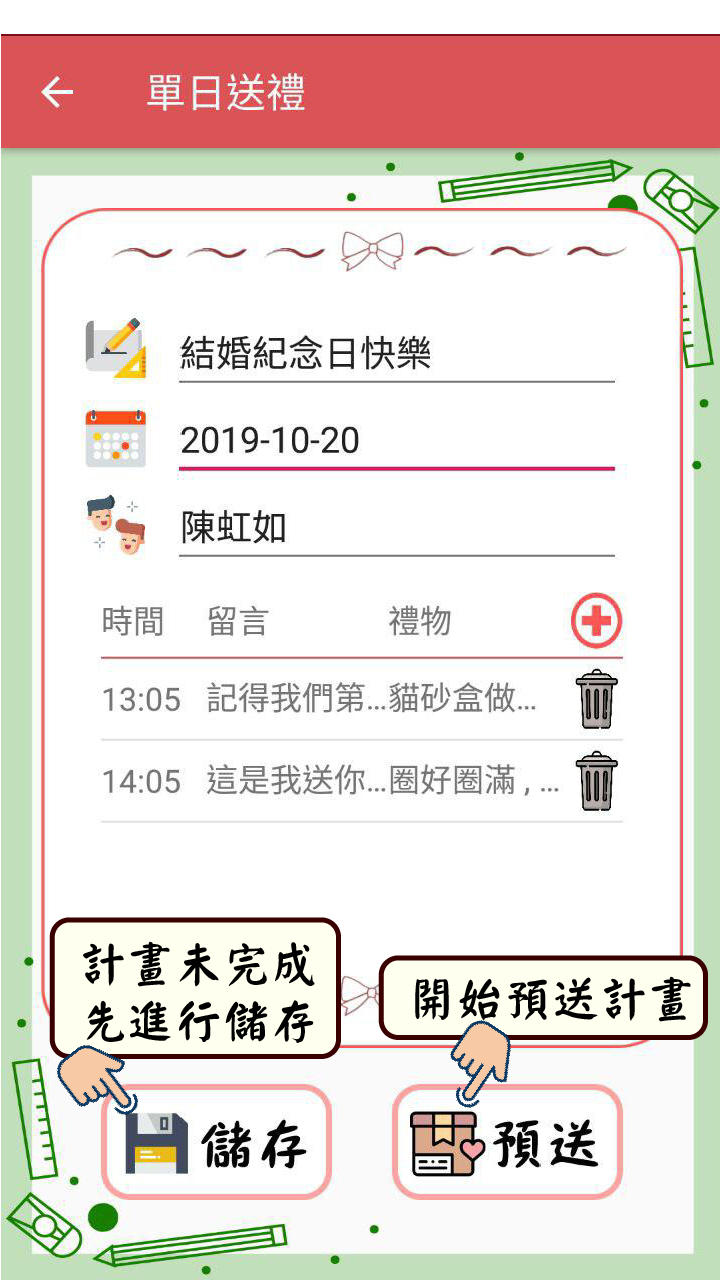 單日送禮
結婚紀念日快樂
2019-10-20
陳虹如
時間 留言 禮物
13:05 記得我們第... 貓砂盒做...
14:05 這是我送你... 圈好圈滿 , ...
計畫未完成
先進行儲存
開始預送計畫
儲存
預送